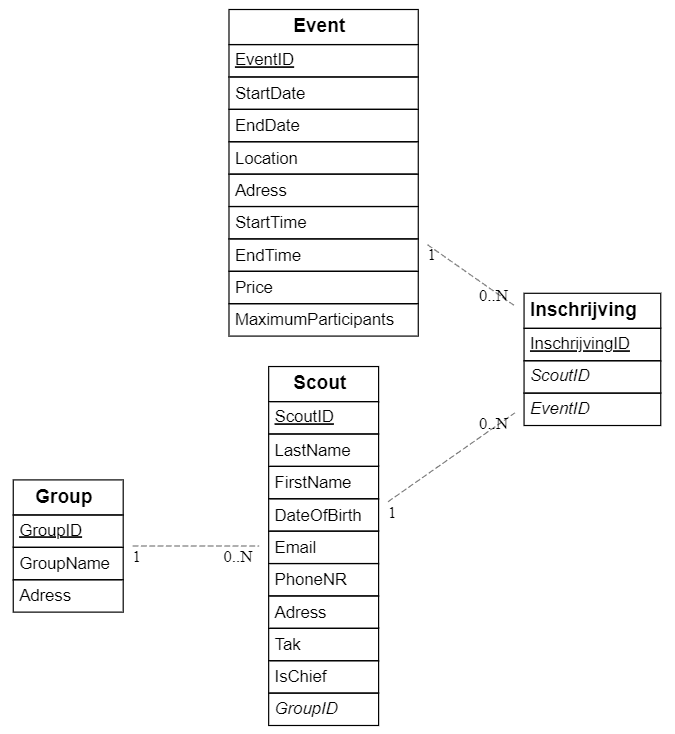 Event
EventID
StartDate
EndDate
Location
Adress
StartTime
EndTime
Price
MaximumParticipants
1
0..N
Inschrijving
InschrijvingID
ScoutID
EventID
0..N
1
Scout
ScoutID
LastName
FirstName
DateOfBirth
Email
PhoneNR
Adress
Tak
IsChief
GroupID
Group
GroupID
GroupName
Adress
1
0..N